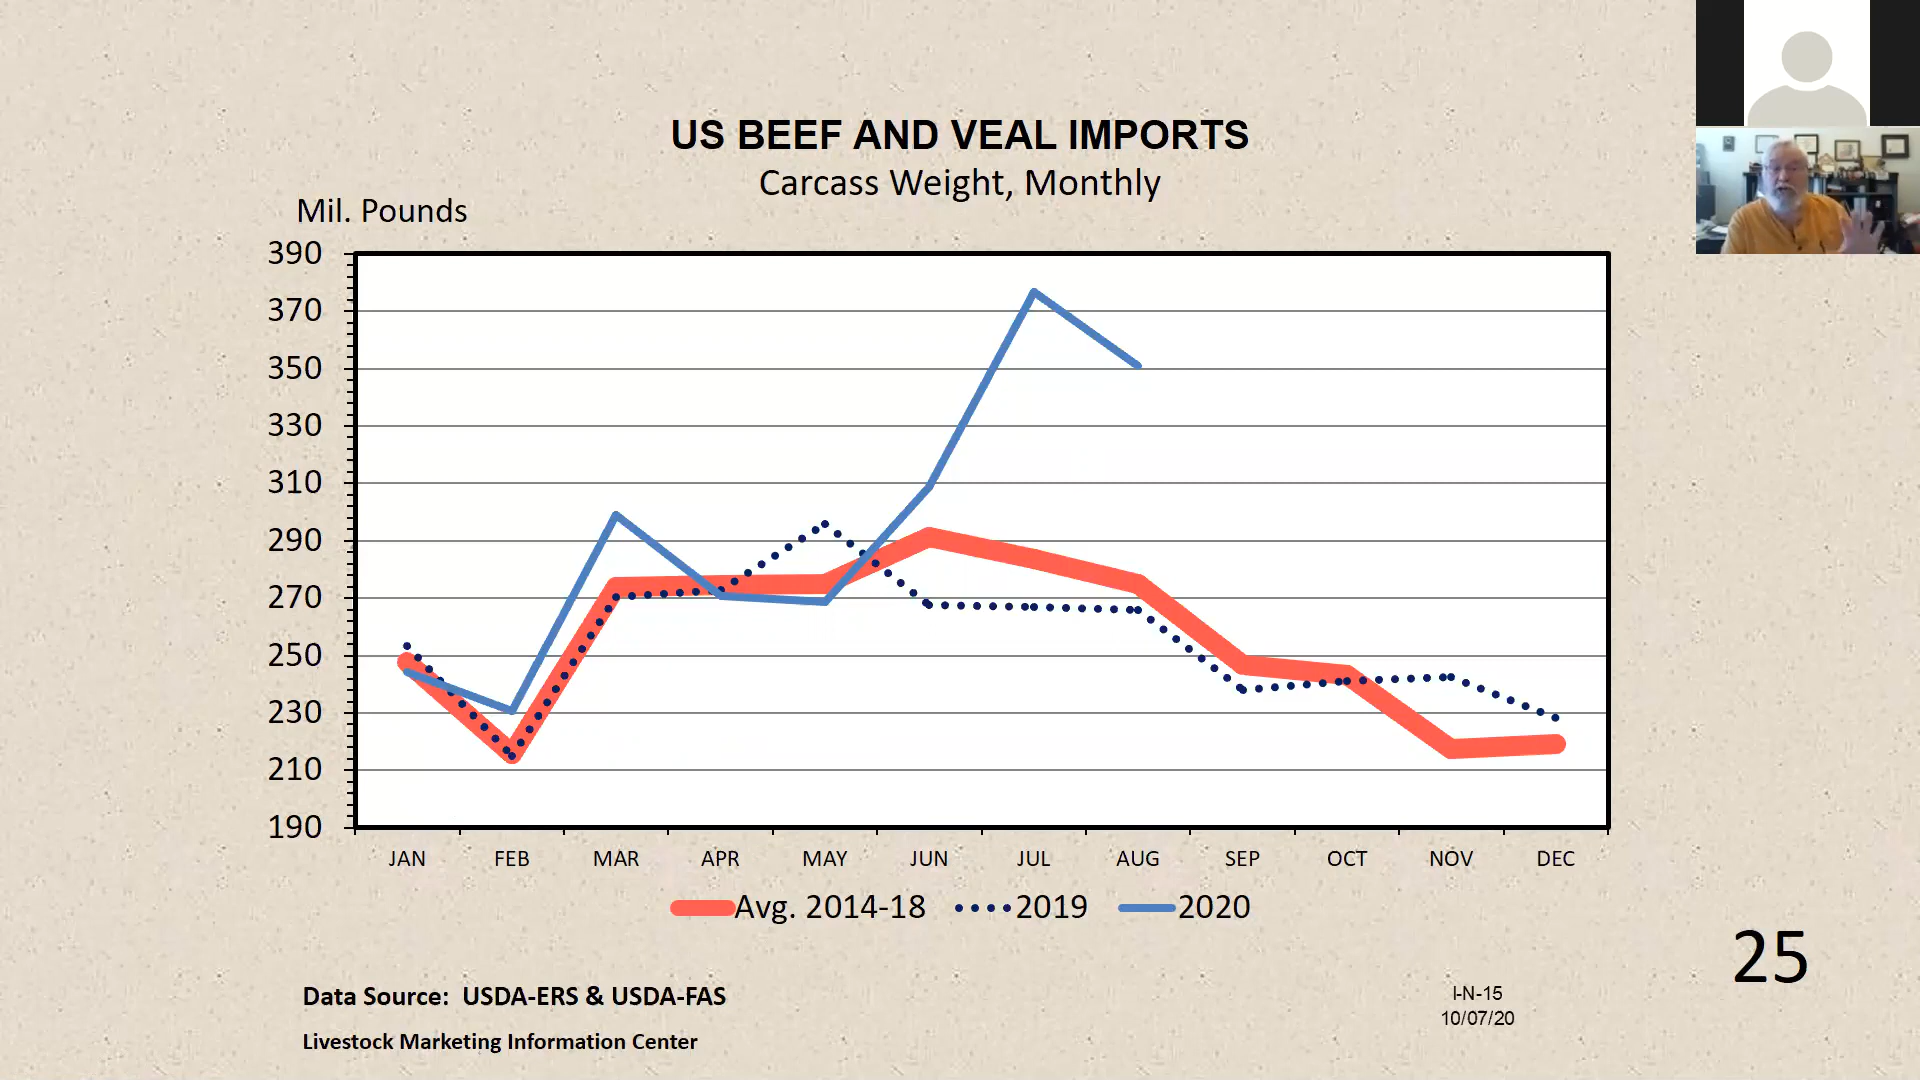 US BEEF AND VEAL IMPORTS
Carcass Weight, Monthly
Mil. Pounds
390
370
350
330
310
290
270
250
230
210
190
JAN FEB MAR APR MAY JUN JUL AUG SEP OCT NOV DEC
Avg. 2014-18 2019 2020
25
Data Source: USDA-ERS & USDA-FAS
I-N-15
10/07/20
Livestock Marketing Information Center